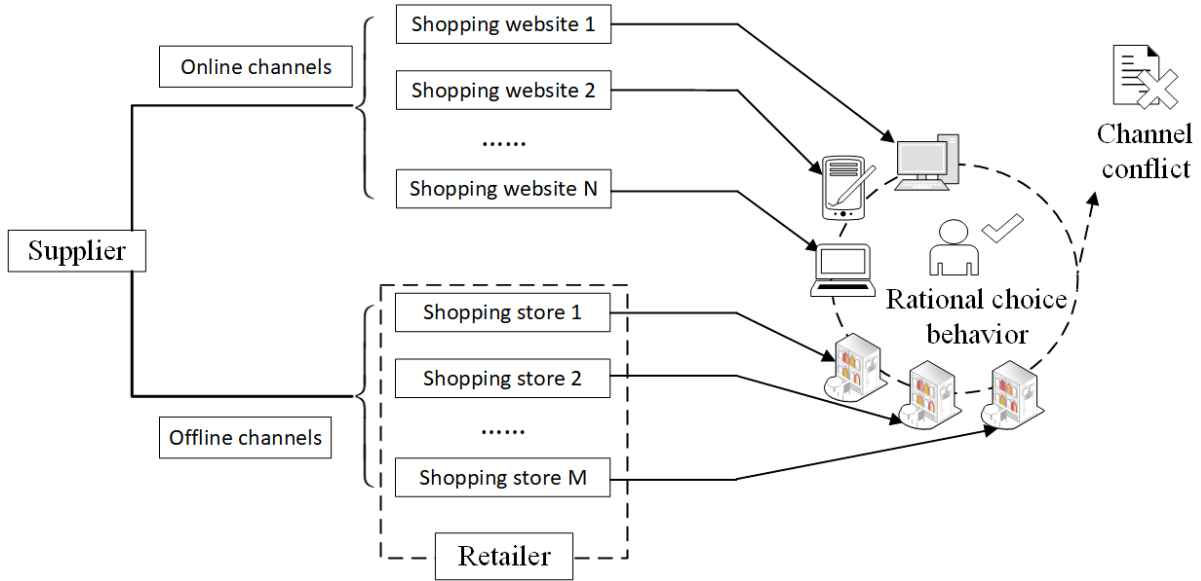 Shopping website 1
Online channels
Shopping website 2
......
Shopping website N
Channel
conflict
Supplier
Rational choice
behavior
Shopping store 1
Shopping store 2
Offline channels
......
Shopping store M
Retailer